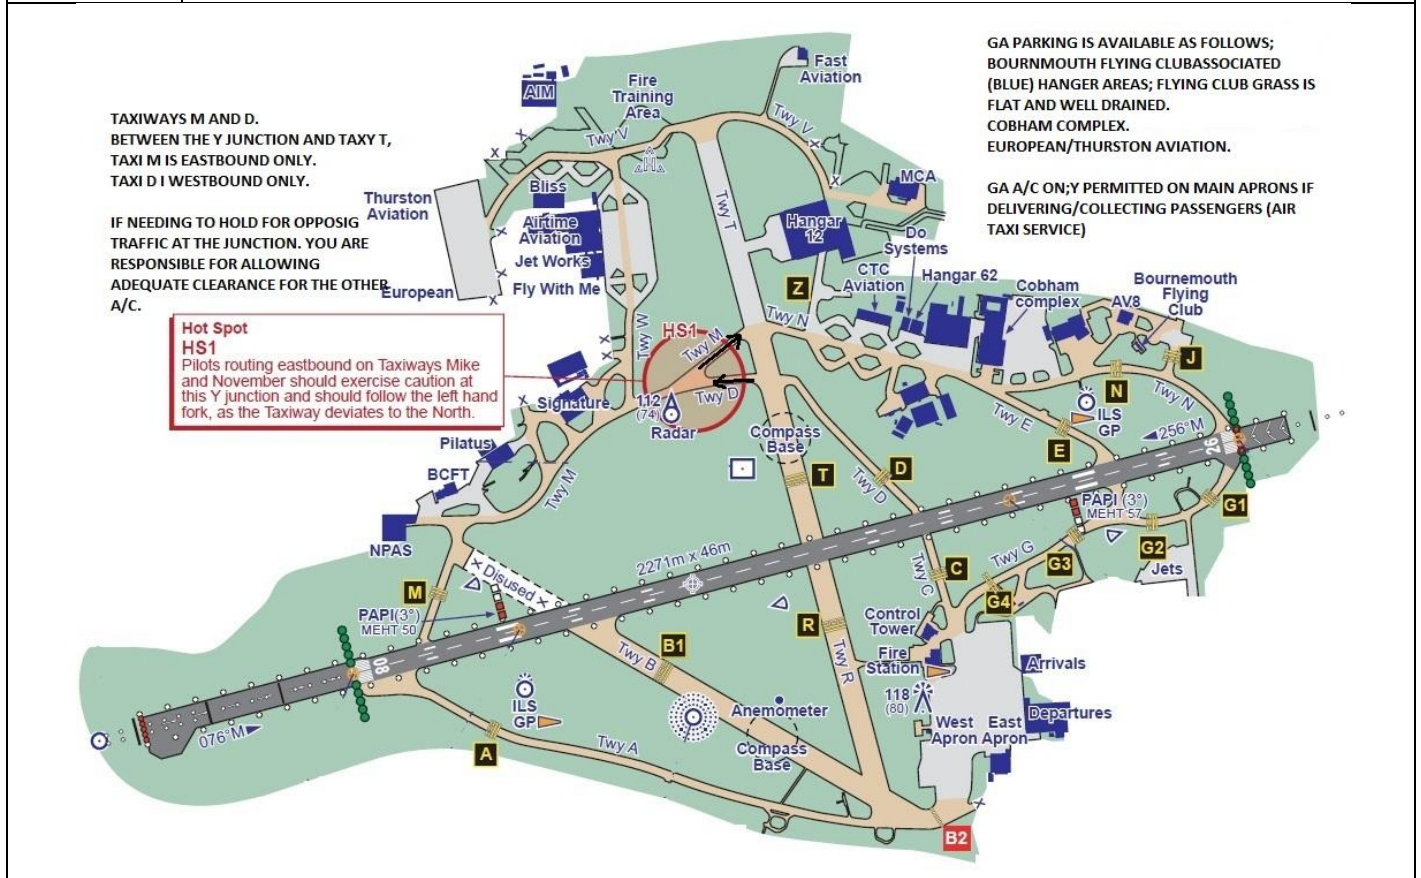 TAXIWAYS M AND D.
BETWEEN THE Y JUNCTION AND TAXY T,
TAXI M IS EASTBOUND ONLY.
TAXI D I WESTBOUND ONLY.
IF NEEDING TO HOLD FOR OPPOSIG
TRAFFIC AT THE JUNCTION. YOU ARE
RESPONSIBLE FOR ALLOWING
ADEQUATE CLEARANCE FOR THE OTHER
A/C.
GA PARKING IS AVAILABLE AS FOLLOWS;
BOURNMOUTH FLYING CLUBASSOCIATED
(BLUE) HANGER AREAS; FLYING CLUB GRASS IS
FLAT AND WELL DRAINED.
COBHAM COMPLEX.
EUROPEAN/THURSTON AVIATION.
GA A/C ON;Y PERMITTED ON MAIN APRONS IF
DELIVERING/COLLECTING PASSENGERS (AIR
TAXI SERVICE)
Hot Spot
HS1
Pilots routing eastbound on Taxiways Mike
and November should exercise caution at
this Y junction and should follow the left hand
fork, as the Taxiway deviates to the North.
Fast
Aviation
AIM
Fire
Training
Area
Twy V
Twy V
H
MCA
Thurston
Aviation
Bliss
Airtime
Aviation
Jet Works
Fly With Me
European
Twy T
Hangar
12
Do
Systems
Z
CTC
Aviation
Hangar 62
Cobham
complex
AV8
Bournemouth
Flying
Club
Twy W
HS1
Twy M
Twy N
J
N
Twy N
Twy D
112
(74)
Radar
Signature
Twy E
ILS
GP
E
256°M
26
Pilatus
BCFT
Compass
Base
T
D
Twy D
Twy M
PAPI (3°)
MEHT 57
G1
NPAS
2271m x 46m
Twy C
C
Twy G
G3
G2
Jets
Disused
M
PAPI(3°)
MEHT 50
G4
Control
Tower
R
Fire
Station
Twy R
B1
Twy B
Arrivals
08
118
(80)
ILS
GP
Anemometer
West
Apron
East
Apron
Departures
076°M
A
Twy A
Compass
Base
B2